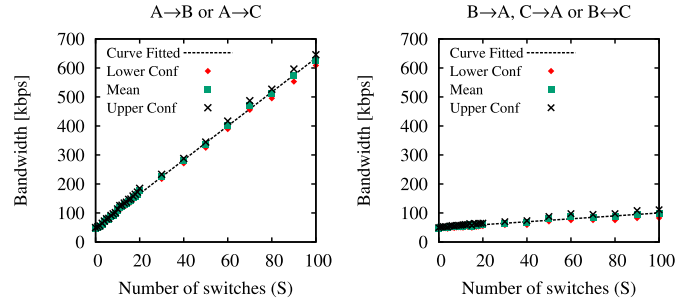 A→B or A→C
700
600
500
400
300
200
100
0
0 20 40 60 80 100
Bandwidth [kbps]
Number of switches (S)
Curve Fitted
Lower Conf
Mean
Upper Conf
B→A, C→A or B↔C
700
600
500
400
300
200
100
0
0 20 40 60 80 100
Bandwidth [kbps]
Number of switches (S)
Curve Fitted
Lower Conf
Mean
Upper Conf